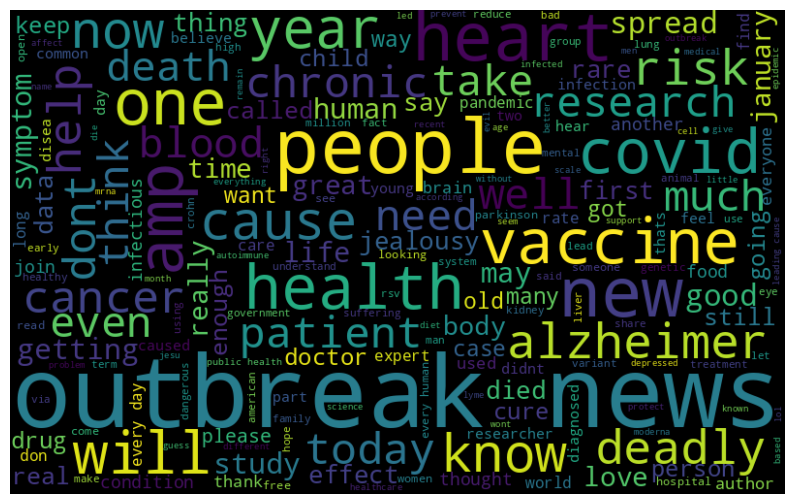 keep
thing
now
year
way
heart
spread
january
common
believe
high
led
prevent
reduce
bad
group
lung
men
find
open
affect
death
child
outbreak
medical
epidemic
symptom
help
chronic
take
rare
risk
name
day
one
called
human
say
pandemic
infected
infection
research
remain
million
fact
two
recent
hear
another
cell
give
better
age
evil
disea
die
think
blood
people
covid
everyone
dont
data
time
right
mental
scale
without
amp
want
great
young
brain
well
first
much
animal
little
everything
see
according
infectious
mrna
crohn
cause
need
parkinson
rate
got
feel
use
going
long
care
jealousy
vaccine
seem
support
thats
early
join
really
autoimmune
life
looking
system
lead
food
genetic
leading cause
healthy
month
understand
health
rsv
may
said
someone
new
good
eye
cancer
enough
government
suffering
diet
old
many
liver
still
read
using
even
patient
man
kidney
body
share
alzheimer
getting
caused
problem
term
jesu
public health
doctor
expert
case
used
didnt
variant
depressed
treatment
let
via
dangerous
american
part
every human
outbreak news
died
cure
diagnosed
protect
known
lol
drug
come
every day
please
family
science
lyme
researcher
wont
moderna
based
don
will
guess
different
hope
today
know
deadly
person
real
make
study
effect
women
thought
world
love
hospital
author
condition
thank
free
healthcare